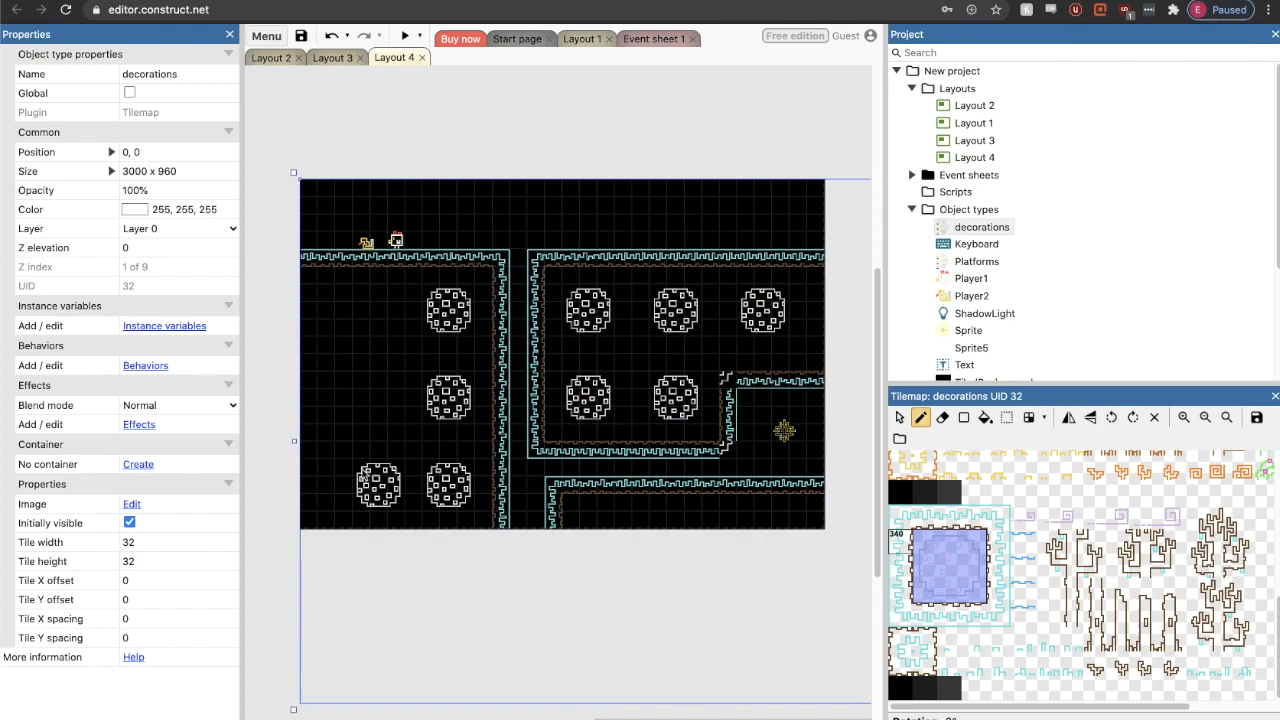 editor.construct.net
1
E Paused
Properties
Object type properties
Name decorations
Global
Plugin Tilemap
Common
Position 0, 0
Size 3000 x 960
Opacity 100%
Color 255, 255, 255
Layer Layer 0
Z elevation 0
Z index 1 of 9
UID 32
Instance variables
Add / edit Instance variables
Behaviors
Add / edit Behaviors
Effects
Blend mode Normal
Add / edit Effects
Container
No container Create
Properties
Image Edit
Initially visible
Tile width 32
Tile height 32
Tile X offset 0
Tile Y offset 0
Tile X spacing 0
Tile Y spacing 0
More information Help
Menu
Buy now Start page Layout 1 Event sheet 1
Free edition Guest
Layout 2 Layout 3 Layout 4
Project
Search
New project
Layouts
Layout 2
Layout 1
Layout 3
Layout 4
Event sheets
Scripts
Object types
decorations
Keyboard
Platforms
Player1
Player2
ShadowLight
Sprite
Sprite5
Text
Tilemap: decorations UID 32
340